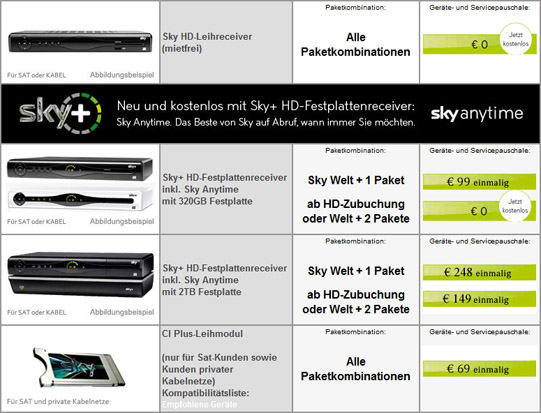 Für SAT oder KABEL
Abbildungsbeispiel
Sky HD-Leihreceiver
(mietfrei)
Paketkombination:
Alle
Paketkombinationen
Geräte- und Servicepauschale:
€ 0
Jetzt
kostenlos
sky+
Neu und kostenlos mit Sky+ HD-Festplattenreceiver:
Sky Anytime. Das Beste von Sky auf Abruf, wann immer Sie möchten.
sky anytime
Für SAT oder KABEL
Abbildungsbeispiel
Sky+ HD-Festplattenreceiver
inkl. Sky Anytime
mit 320GB Festplatte
Paketkombination:
Sky Welt + 1 Paket
ab HD-Zubuchung
oder Welt + 2 Pakete
Geräte- und Servicepauschale:
€ 99 einmalig
€ 0
Jetzt
kostenlos
Für SAT oder KABEL
Abbildungsbeispiel
Sky+ HD-Festplattenreceiver
inkl. Sky Anytime
mit 2TB Festplatte
Paketkombination:
Sky Welt + 1 Paket
ab HD-Zubuchung
oder Welt + 2 Pakete
Geräte- und Servicepauschale:
€ 248 einmalig
€ 149 einmalig
Für SAT und private Kabelnetze
CI Plus-Leihmodul
(nur für Sat-Kunden sowie
Kunden privater
Kabelnetze)
Kompatibilitätsliste:
Empfohlene Geräte
Paketkombination:
Alle
Paketkombinationen
Geräte- und Servicepauschale:
€ 69 einmalig